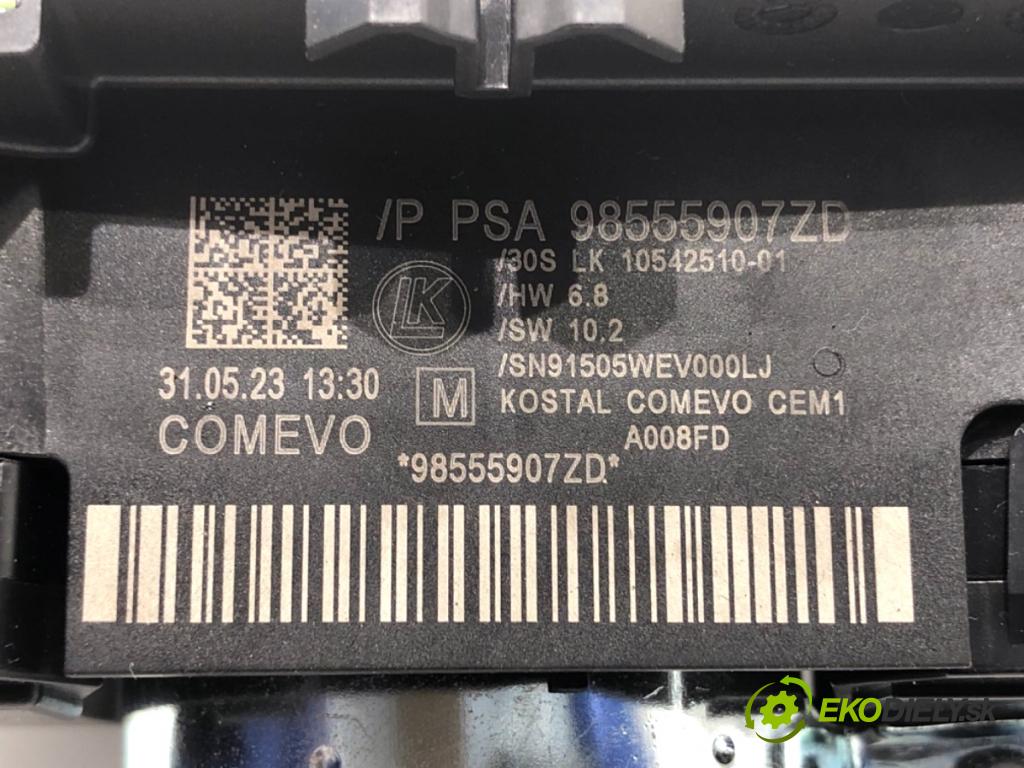 /P PSA 98555907ZD
/30S LK 10542510-01
/HW 6.8
LK
/SW 10.2
/SN91505WEV000LJ
31.05.23 13:30
M
KOSTAL COMEVO CEM1
COMEVO
A008FD
*98555907ZD*
EKODIELY.SK